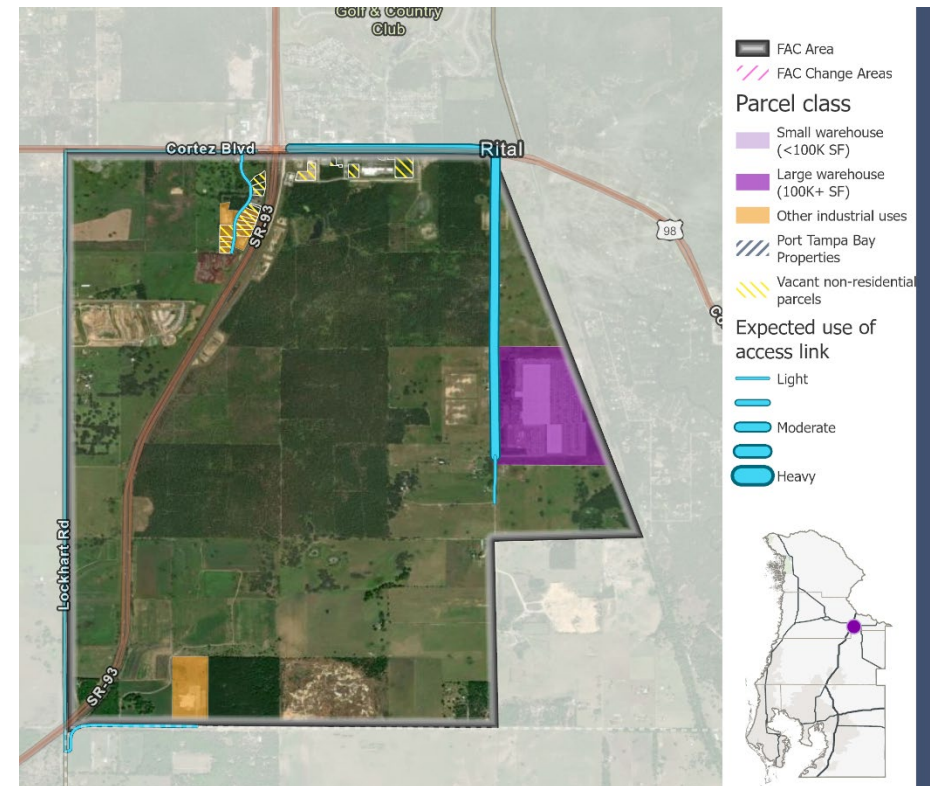 Golf & Country
Club
Cortez Blvd
Rital
SR-93
98
Lockhart Rd
SR-93
FAC Area
FAC Change Areas
Parcel class
Small warehouse
(<100K SF)
Large warehouse
(100K+ SF)
Other industrial uses
Port Tampa Bay
Properties
Vacant non-residential
parcels
Expected use of
access link
Light
Moderate
Heavy